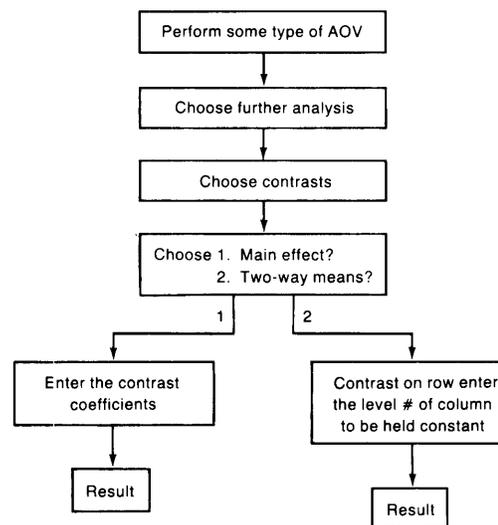 Perform some type of AOV
Choose further analysis
Choose contrasts
Choose 1. Main effect?
2. Two-way means?
1
2
Enter the contrast
coefficients
Contrast on row enter
the level # of column
to be held constant
Result
Result